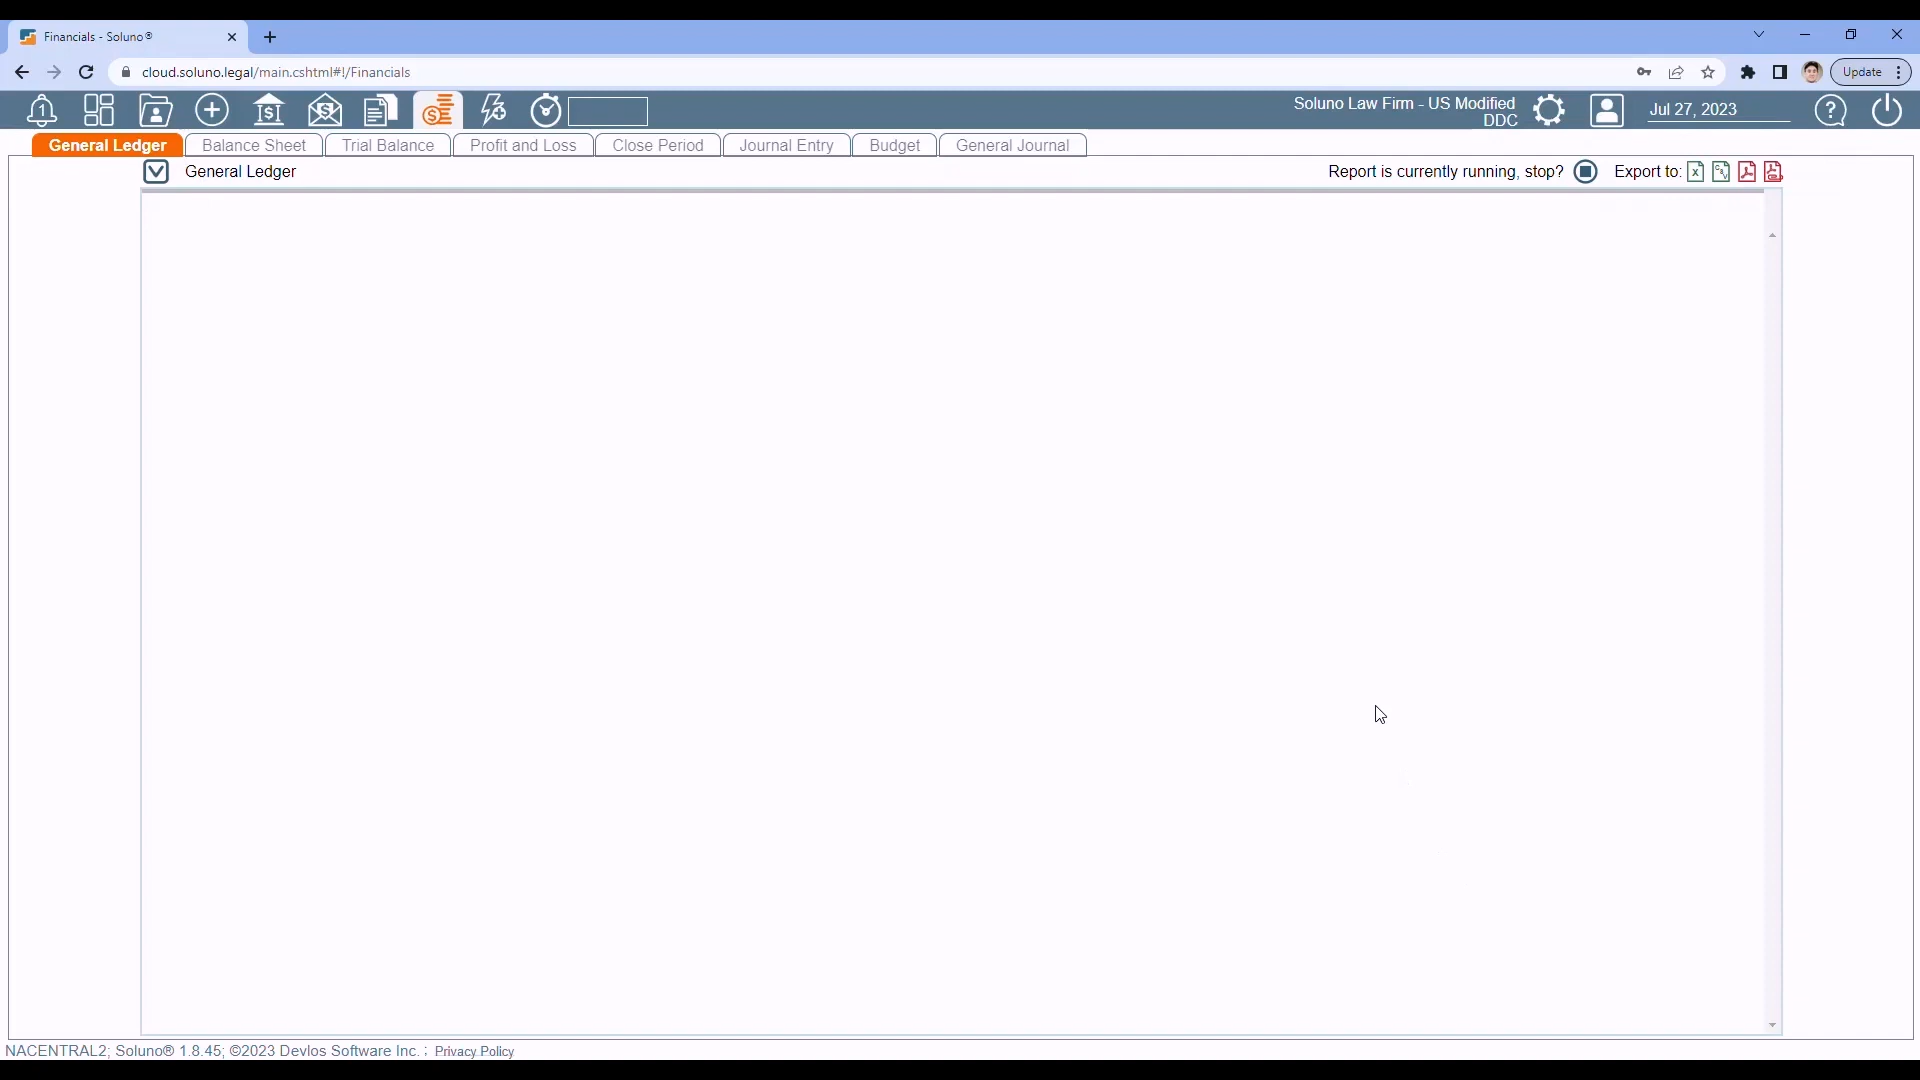 Financials - Soluno®
cloud.soluno.legal/main.cshtml#!/Financials
Update
1
Soluno Law Firm - US Modified
DDC
Jul 27, 2023
General Ledger
Balance Sheet
Trial Balance
Profit and Loss
Close Period
Journal Entry
Budget
General Journal
General Ledger
Report is currently running, stop?
Export to:
NACENTRAL2; Soluno® 1.8.45; ©2023 Devlos Software Inc. ; Privacy Policy